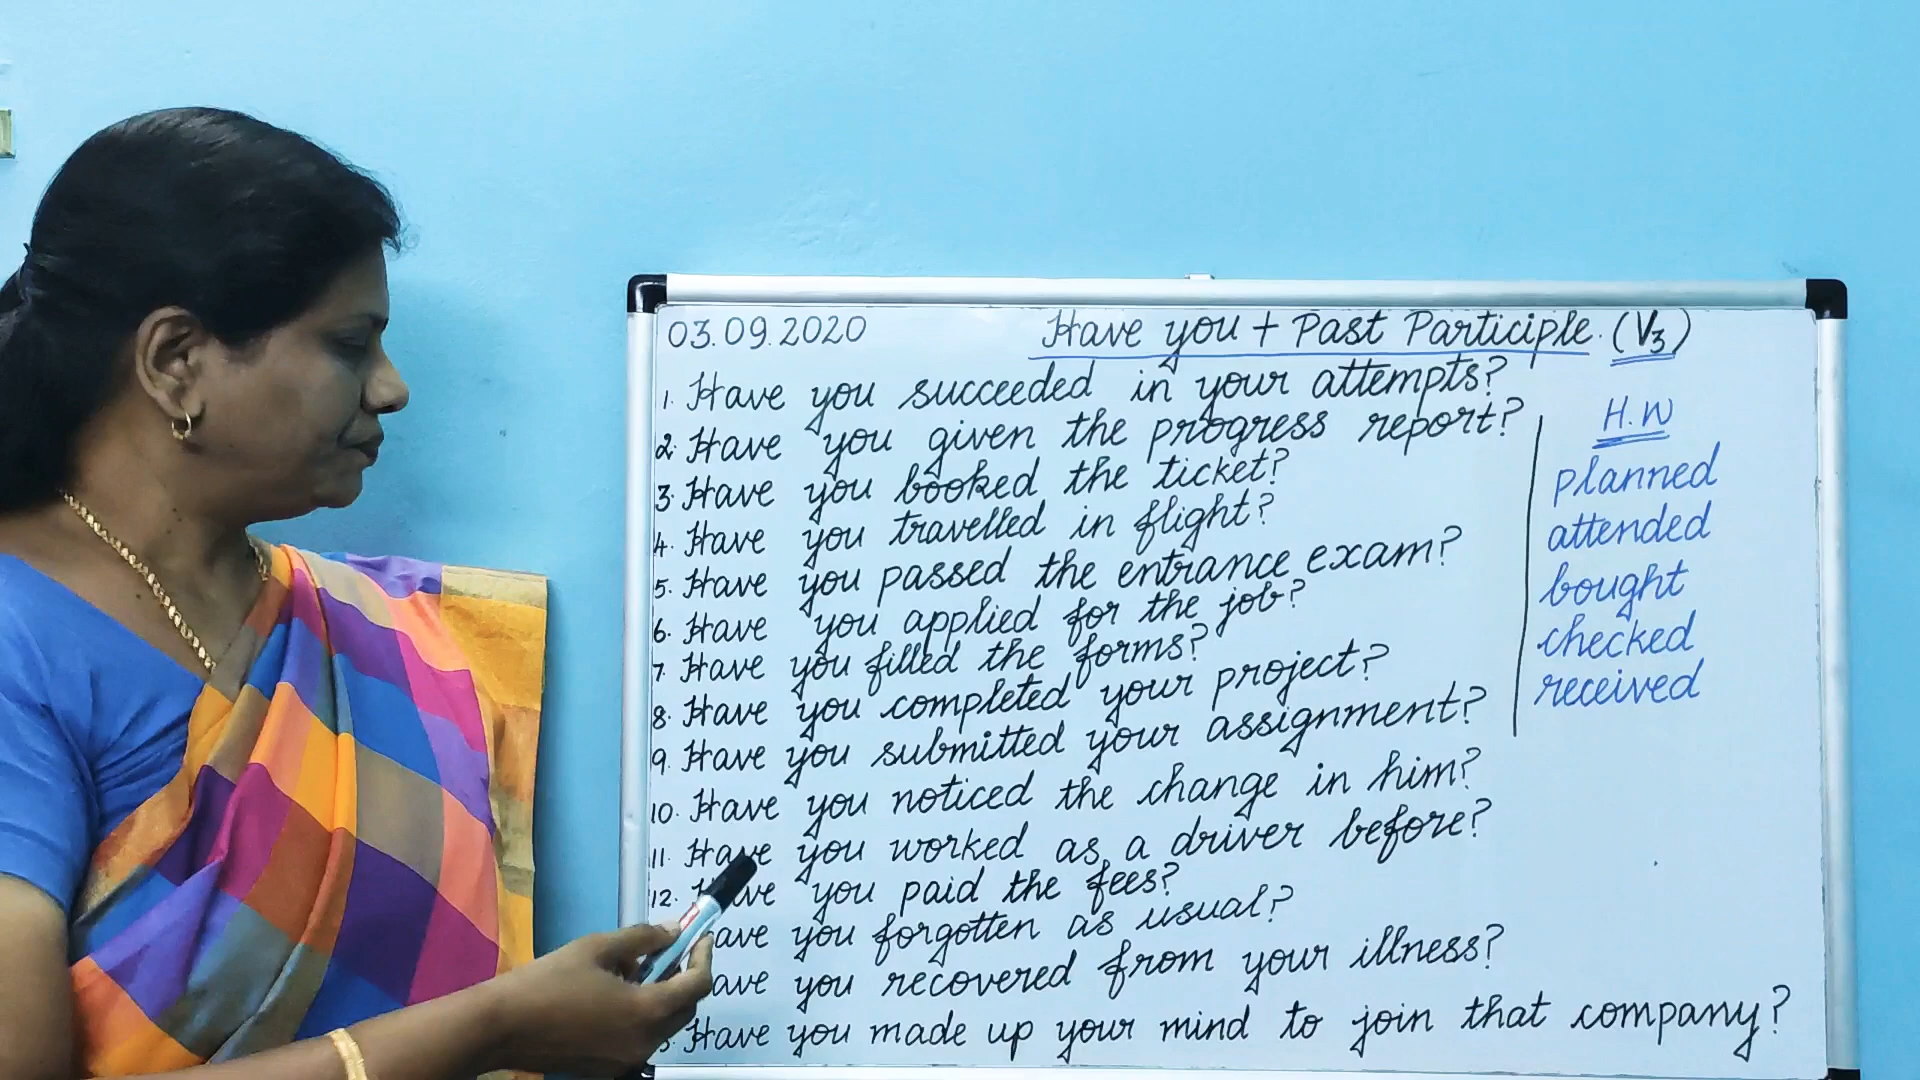 03.09.2020 Have you + Past Participle. (V3)
1. Have you succeeded in your attempts?
2. Have you given the progress report?
3. Have you booked the ticket?
4. Have you travelled in flight?
5. Have you passed the entrance exam?
6. Have you applied for the job?
7. Have you filled the forms?
8. Have you completed your project?
9. Have you submitted your assignment?
10. Have you noticed the change in him?
11. Have you worked as a driver before?
12. Have you paid the fees?
ave you forgotten as usual?
ave you recovered from your illness?
Have you made up your mind to join that company?
H.W
planned
attended
bought
checked
received